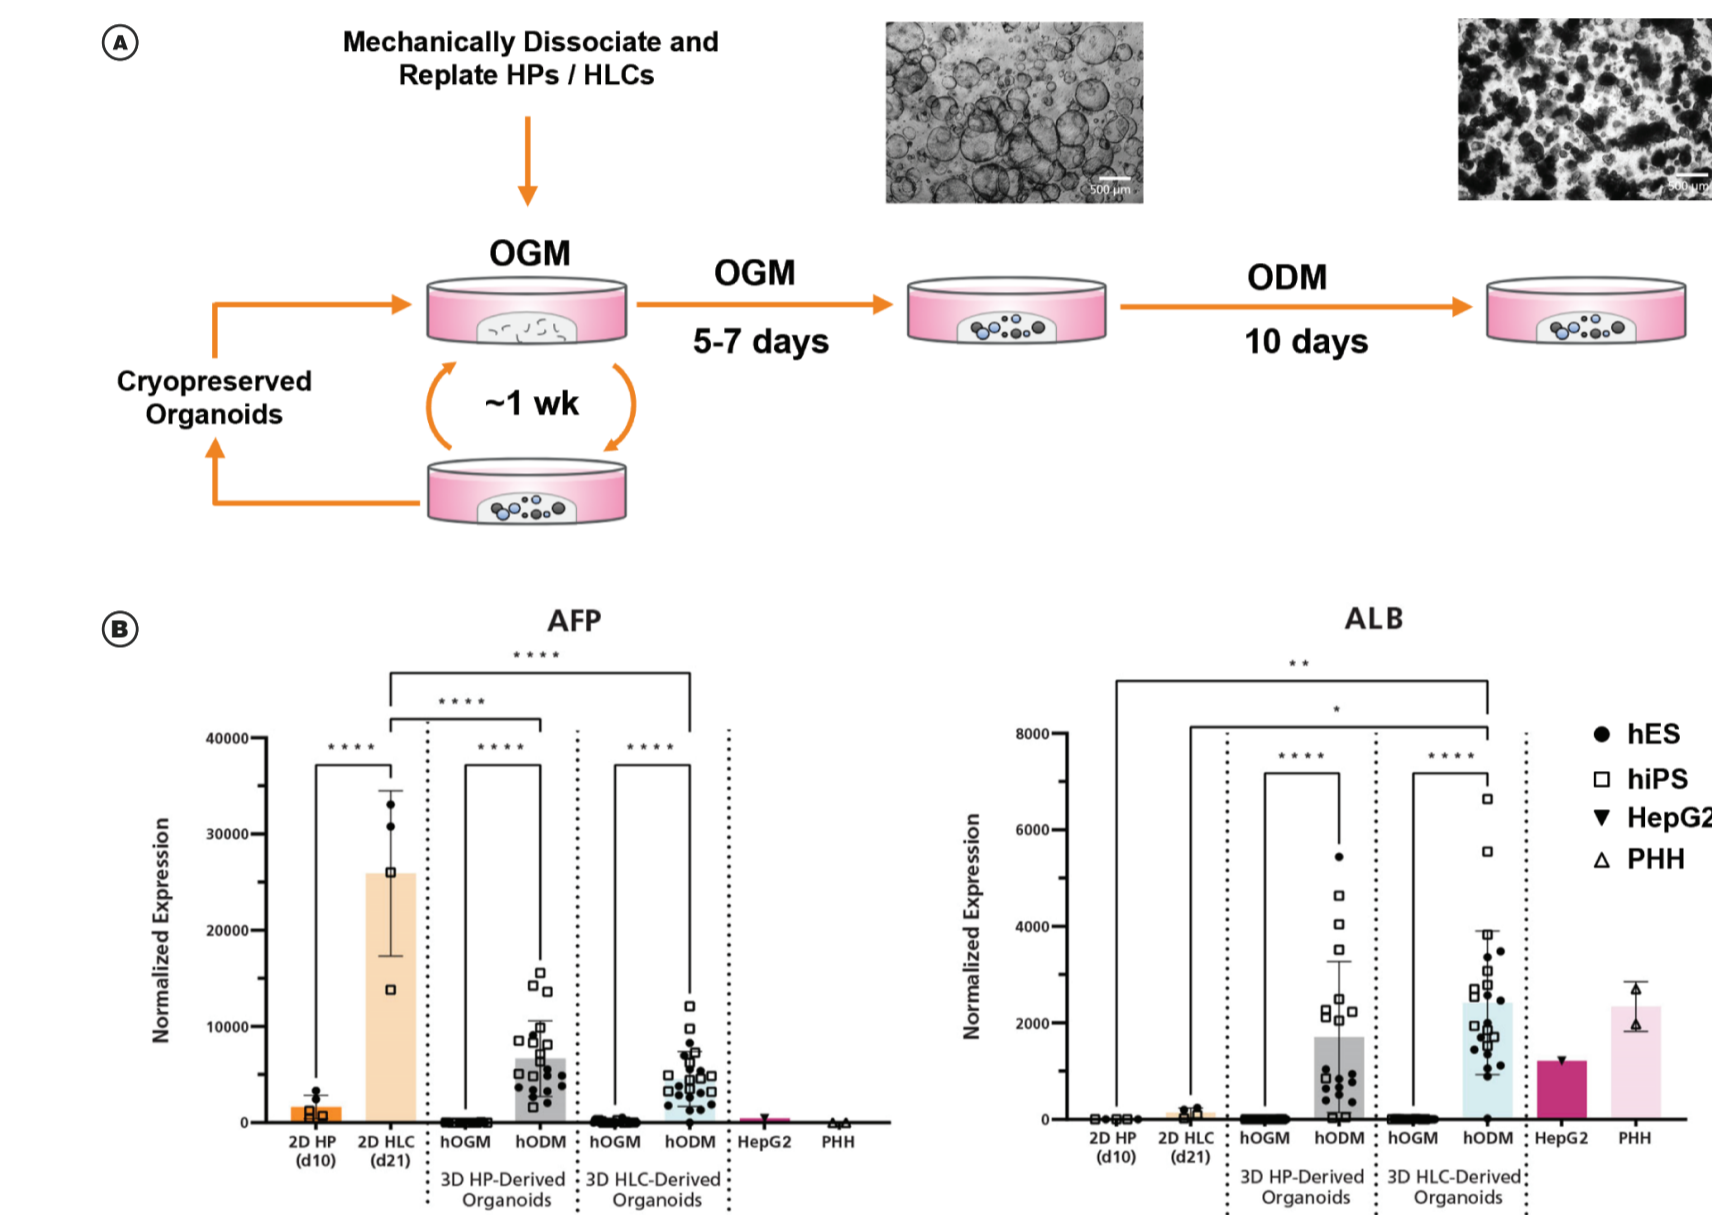 A
Mechanically Dissociate and
Replate HPs / HLCs
500 µm
500 µm
OGM
OGM
5-7 days
ODM
10 days
Cryopreserved
Organoids
~1 wk
B
AFP
****
****
****
****
****
Normalized Expression
40000
30000
20000
10000
0
2D HP
(d10)
2D HLC
(d21)
hOGM
hODM
hOGM
hODM
HepG2
PHH
3D HP-Derived
Organoids
3D HLC-Derived
Organoids
ALB
**
*
****
****
Normalized Expression
8000
6000
4000
2000
0
2D HP
(d10)
2D HLC
(d21)
hOGM
hODM
hOGM
hODM
HepG2
PHH
3D HP-Derived
Organoids
3D HLC-Derived
Organoids
hES
hiPS
HepG2
PHH